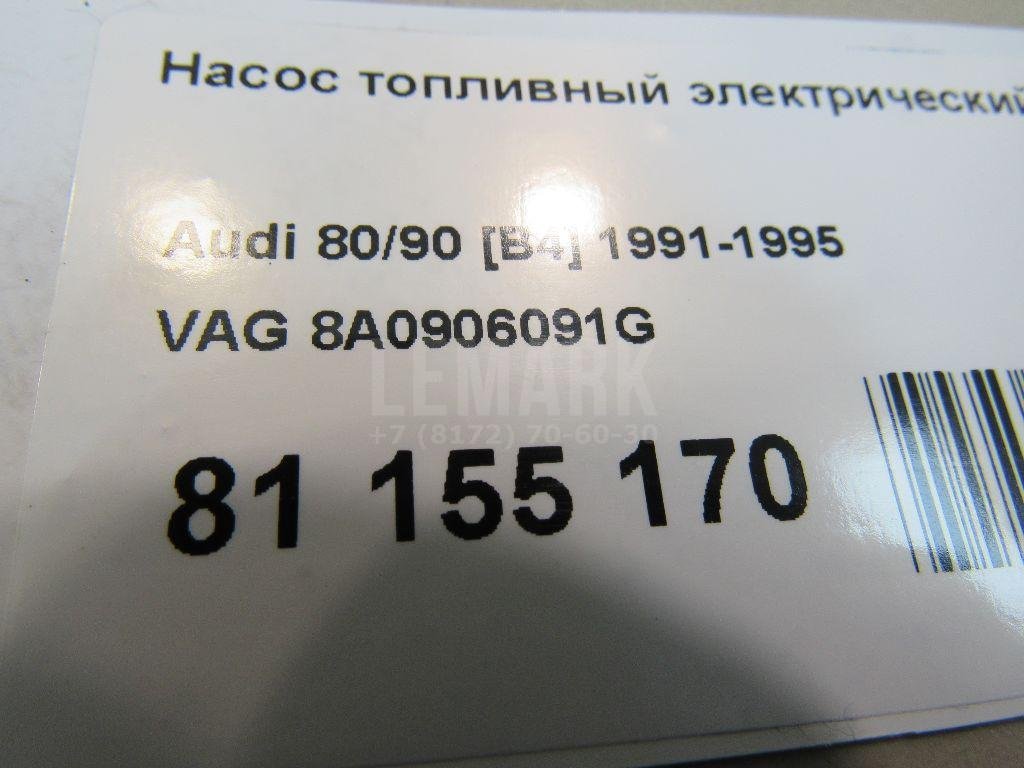 Насос топливный электрический
Audi 80/90 [B4] 1991-1995
VAG 8A0906091G
LEMARK
+7 (8172) 70-60-30
81 155 170